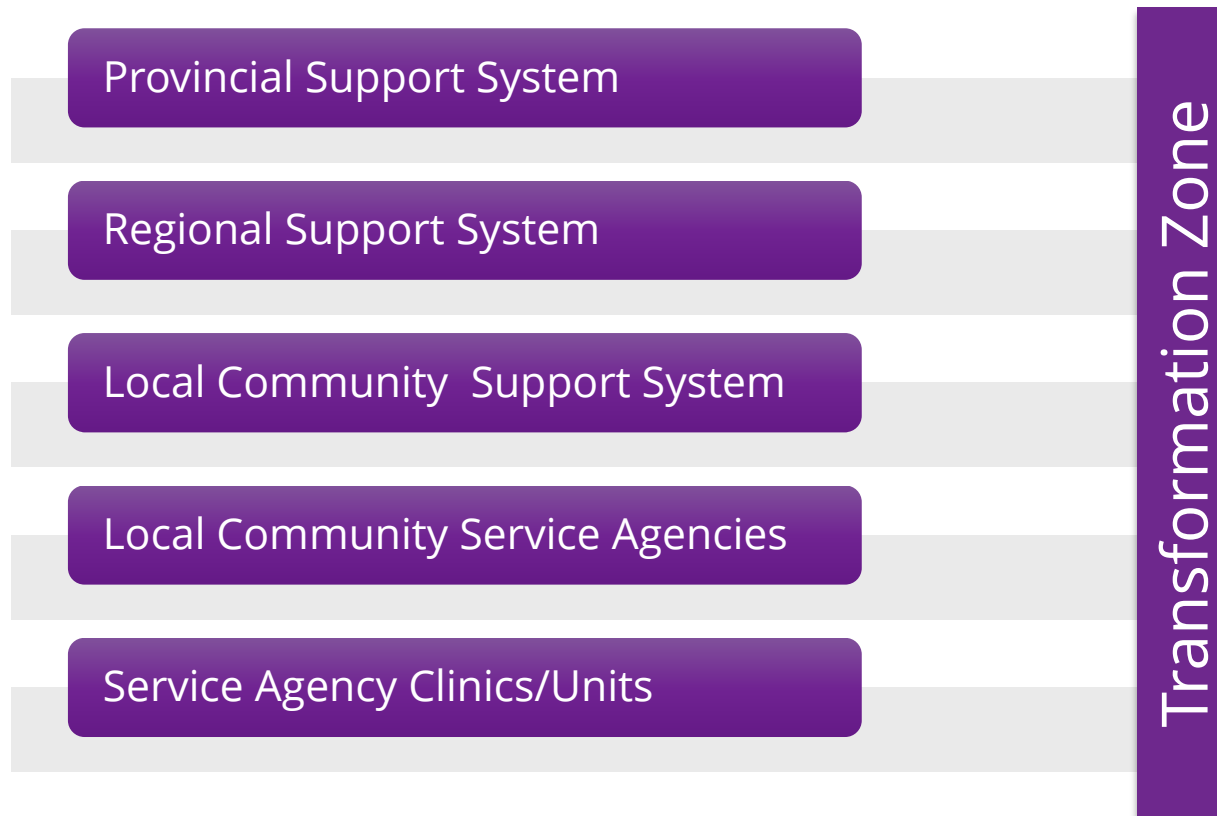 Provincial Support System
Regional Support System
Local Community  Support System
Local Community Service Agencies
Service Agency Clinics/Units
Transformation Zone